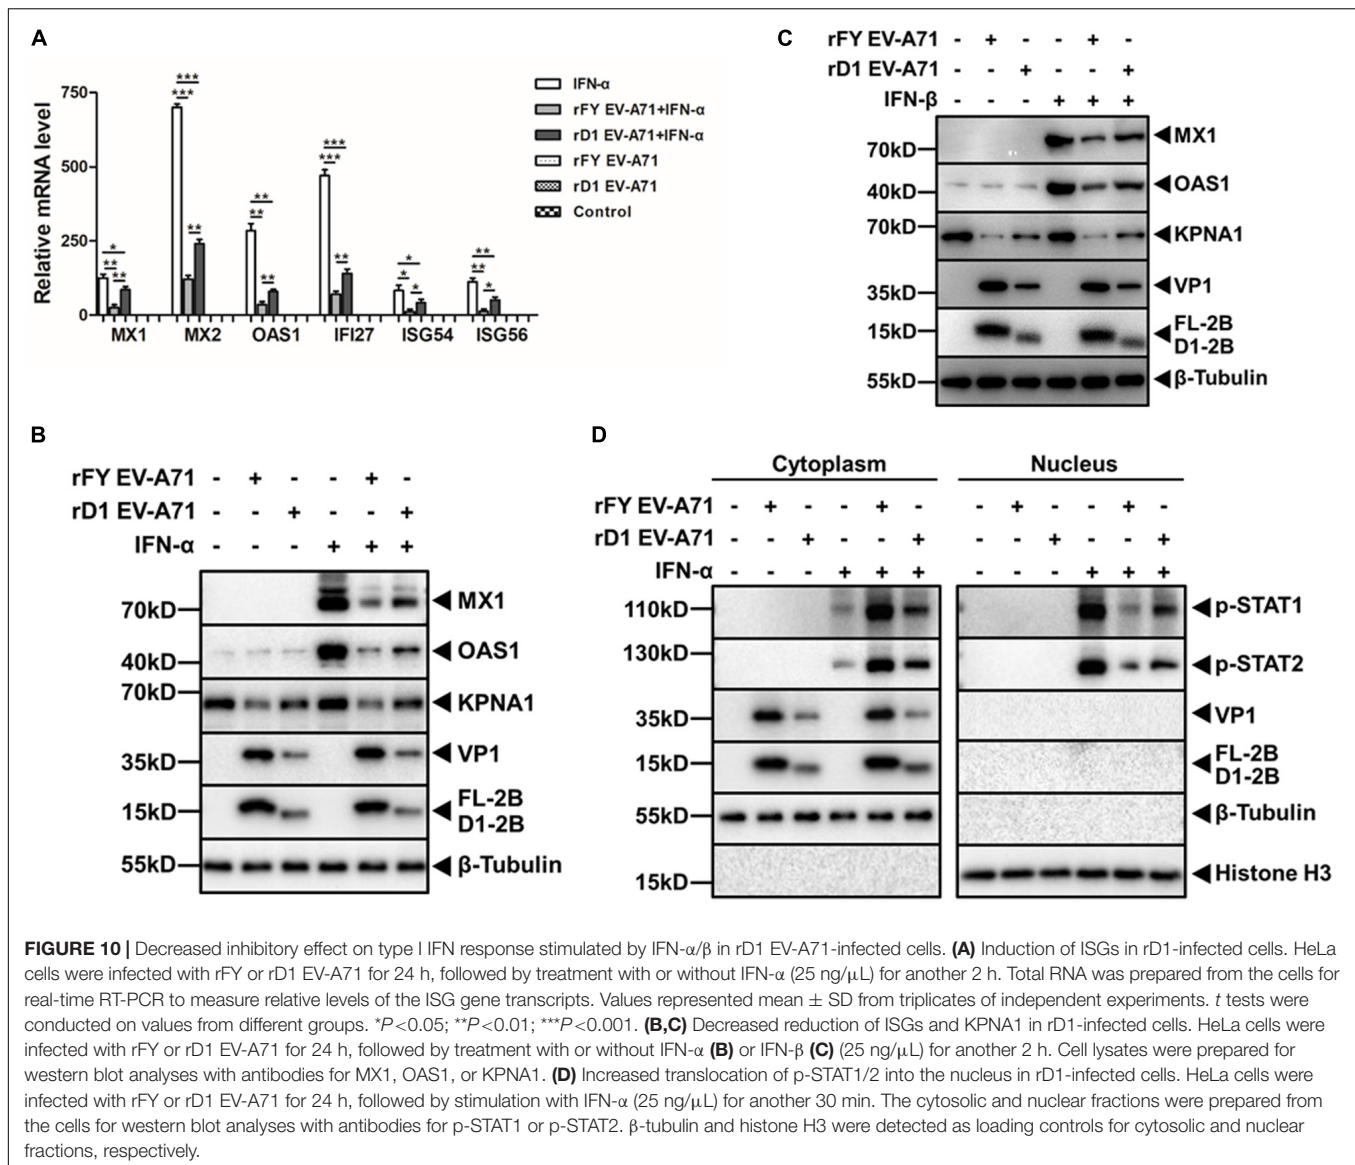 A
Relative mRNA level
750
500
250
0
MX1 MX2 OAS1 IFI27 ISG54 ISG56
* ** ** *** *** ** ** ** ** *** *** ** * * * ** ** *
IFN-α
rFY EV-A71+IFN-α
rD1 EV-A71+IFN-α
rFY EV-A71
rD1 EV-A71
Control
C
rFY EV-A71 - + - - + -
rD1 EV-A71 - - + - - +
IFN-β - - - + + +
70kD MX1
40kD OAS1
70kD KPNA1
35kD VP1
15kD FL-2B
D1-2B
55kD β-Tubulin
B
rFY EV-A71 - + - - + -
rD1 EV-A71 - - + - - +
IFN-α - - - + + +
70kD MX1
40kD OAS1
70kD KPNA1
35kD VP1
15kD FL-2B
D1-2B
55kD β-Tubulin
D
Cytoplasm Nucleus
rFY EV-A71 - + - - + - - + - - + -
rD1 EV-A71 - - + - - + - - + - - +
IFN-α - - - + + + - - - + + +
110kD p-STAT1
130kD p-STAT2
35kD VP1
15kD FL-2B
D1-2B
55kD β-Tubulin
15kD Histone H3
FIGURE 10 | Decreased inhibitory effect on type I IFN response stimulated by IFN-α/β in rD1 EV-A71-infected cells. (A) Induction of ISGs in rD1-infected cells. HeLa
cells were infected with rFY or rD1 EV-A71 for 24 h, followed by treatment with or without IFN-α (25 ng/μL) for another 2 h. Total RNA was prepared from the cells for
real-time RT-PCR to measure relative levels of the ISG gene transcripts. Values represented mean ± SD from triplicates of independent experiments. t tests were
conducted on values from different groups. *P<0.05; **P<0.01; ***P<0.001. (B,C) Decreased reduction of ISGs and KPNA1 in rD1-infected cells. HeLa cells were
infected with rFY or rD1 EV-A71 for 24 h, followed by treatment with or without IFN-α (B) or IFN-β (C) (25 ng/μL) for another 2 h. Cell lysates were prepared for
western blot analyses with antibodies for MX1, OAS1, or KPNA1. (D) Increased translocation of p-STAT1/2 into the nucleus in rD1-infected cells. HeLa cells were
infected with rFY or rD1 EV-A71 for 24 h, followed by stimulation with IFN-α (25 ng/μL) for another 30 min. The cytosolic and nuclear fractions were prepared from
the cells for western blot analyses with antibodies for p-STAT1 or p-STAT2. β-tubulin and histone H3 were detected as loading controls for cytosolic and nuclear
fractions, respectively.